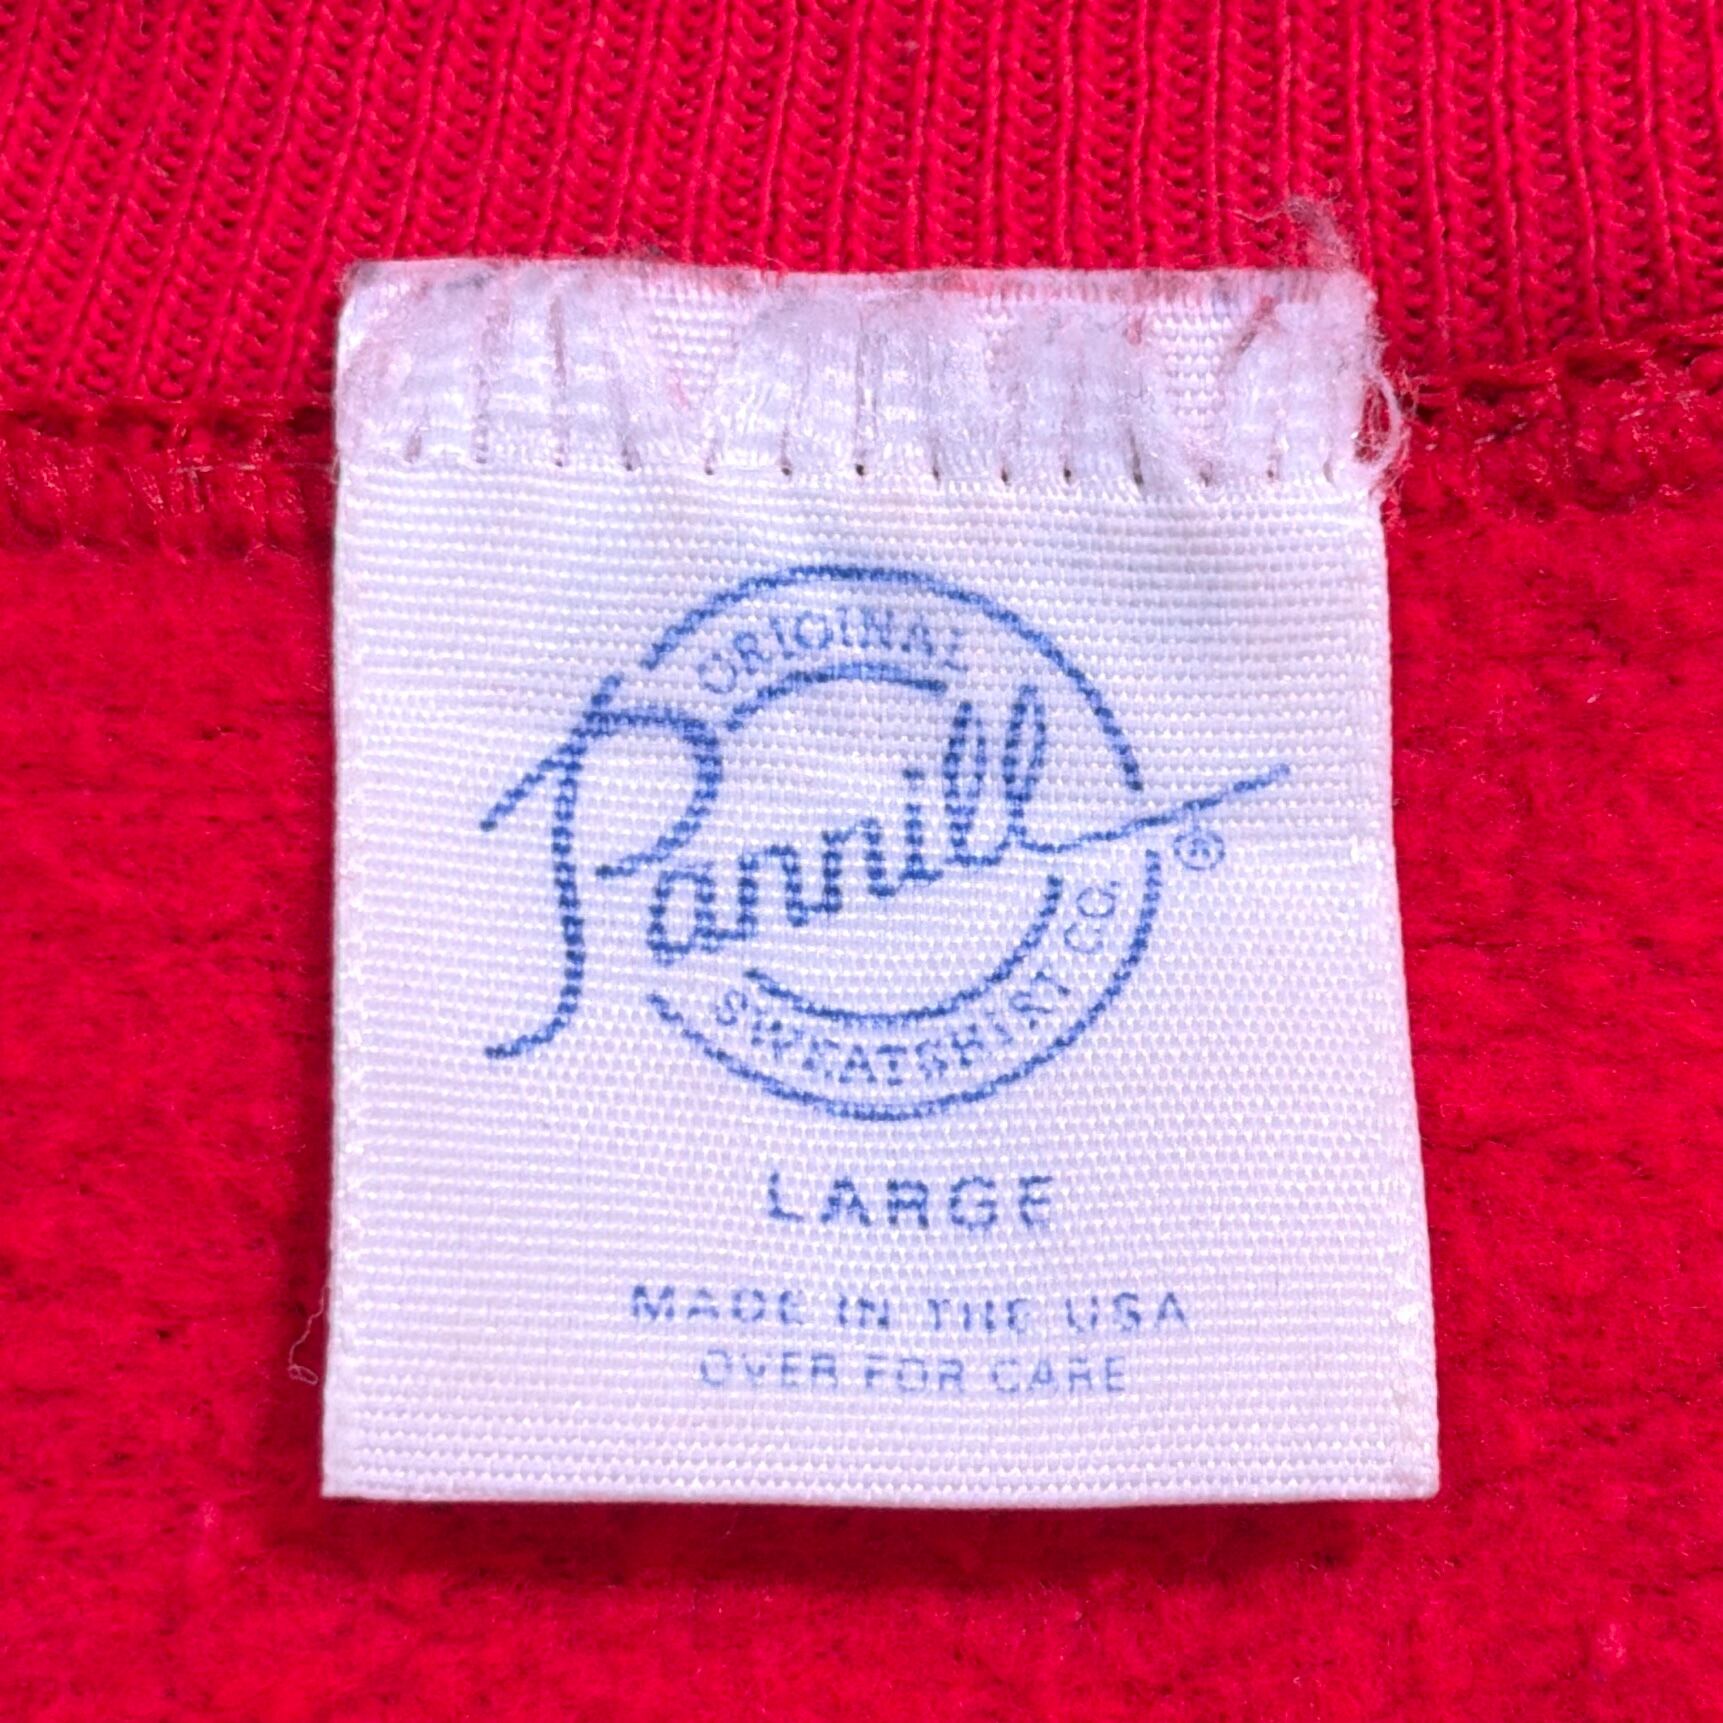 ORIGINAL
Pannill ®
SWEATSHIRT CO.
LARGE
MADE IN THE USA
OVER FOR CARE